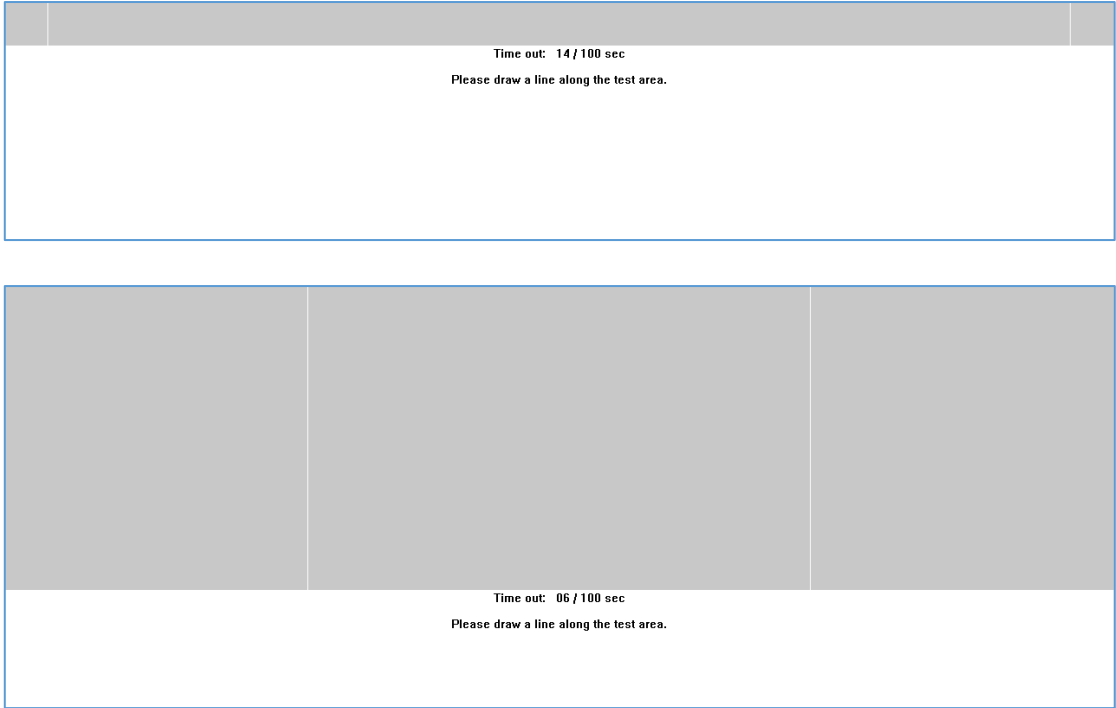 Time out: 14 / 100 sec
Please draw a line along the test area.
Time out: 06 / 100 sec
Please draw a line along the test area.